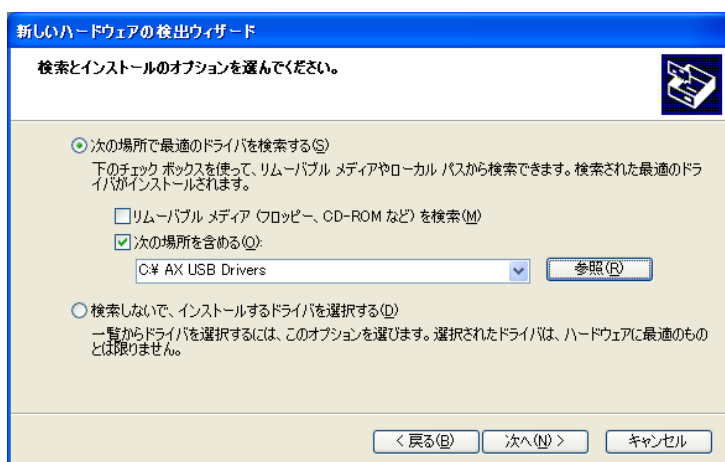 新しいハードウェアの検出ウィザード
検索とインストールのオプションを選んでください。
次の場所で最適のドライバを検索する(S)
下のチェック ボックスを使って、リムーバブル メディアやローカル パスから検索できます。検索された最適のドラ
イバがインストールされます。
リムーバブル メディア (フロッピー、CD-ROM など) を検索(M)
次の場所を含める(O):
C:¥ AX USB Drivers
参照(R)
検索しないで、インストールするドライバを選択する(D)
一覧からドライバを選択するには、このオプションを選びます。選択されたドライバは、ハードウェアに最適のもの
とは限りません。
< 戻る(B) 次へ(N) > キャンセル